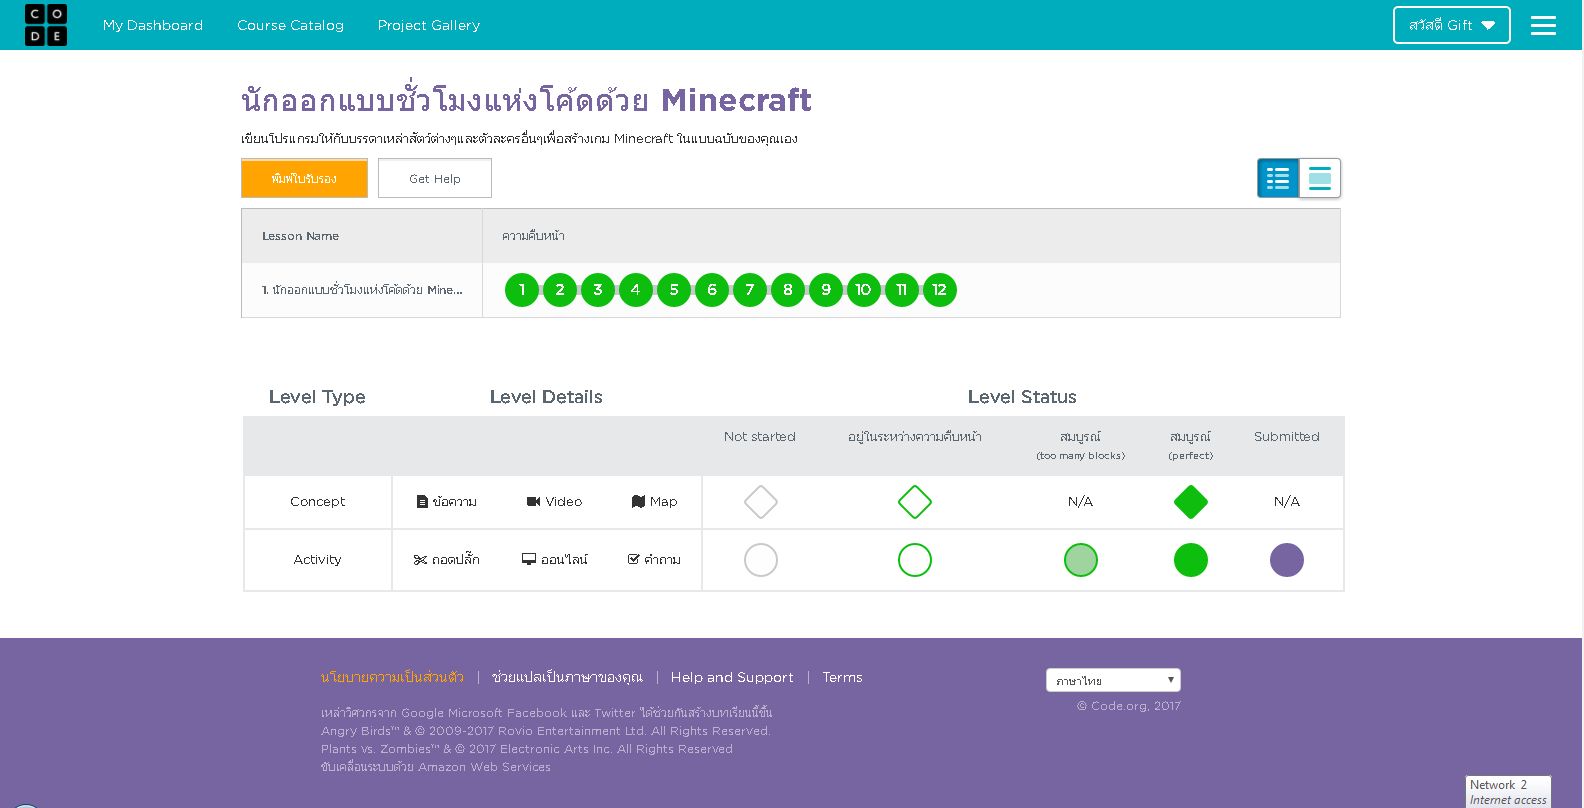 CODE
My Dashboard Course Catalog Project Gallery สวัสดี Gift
นักออกแบบชั่วโมงแห่งโค้ดด้วย Minecraft
เขียนโปรแกรมให้กับบรรดาเหล่าสัตว์ต่างๆและตัวละครอื่นๆเพื่อสร้างเกม Minecraft ในแบบฉบับของคุณเอง
พิมพ์ใบรับรอง Get Help
Lesson Name ความคืบหน้า
1. นักออกแบบชั่วโมงแห่งโค้ดด้วย Mine... 1 2 3 4 5 6 7 8 9 10 11 12
Level Type Level Details Level Status
Not started อยู่ในระหว่างความคืบหน้า สมบูรณ์ สมบูรณ์ Submitted
(too many blocks) (perfect)
Concept ข้อความ Video Map N/A N/A
Activity ถอดปลั๊ก ออนไลน์ คำถาม
นโยบายความเป็นส่วนตัว | ช่วยแปลเป็นภาษาของคุณ | Help and Support | Terms ภาษาไทย
© Code.org, 2017
เหล่าวิศวกรจาก Google Microsoft Facebook และ Twitter ได้ช่วยกันสร้างบทเรียนนี้ขึ้น
Angry Birds™ & © 2009-2017 Rovio Entertainment Ltd. All Rights Reserved.
Plants vs. Zombies™ & © 2017 Electronic Arts Inc. All Rights Reserved
ขับเคลื่อนระบบด้วย Amazon Web Services
Network 2
Internet access